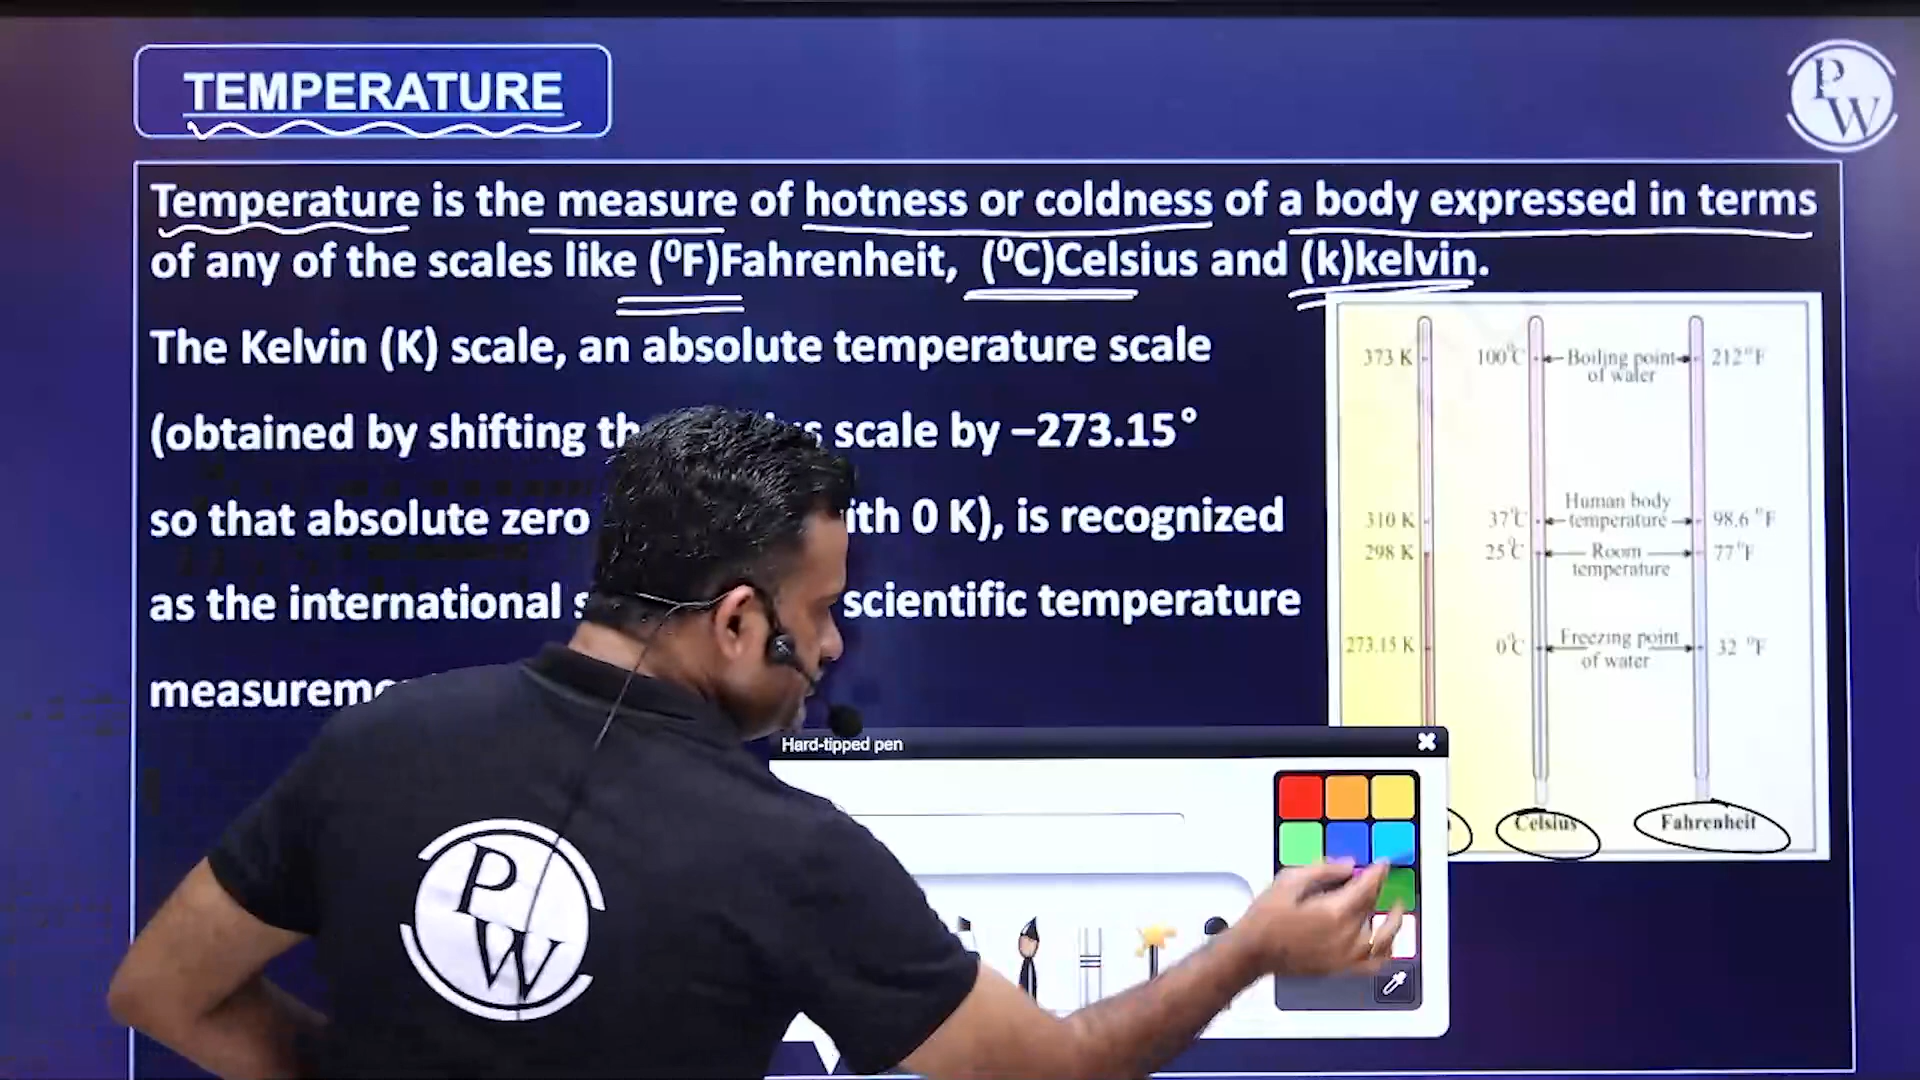 TEMPERATURE
P
W
Temperature is the measure of hotness or coldness of a body expressed in terms
of any of the scales like (⁰F)Fahrenheit, (⁰C)Celsius and (k)kelvin.
The Kelvin (K) scale, an absolute temperature scale
(obtained by shifting scale by −273.15°
so that absolute zero 0 K), is recognized
as the international scientific temperature
373 K 100°C Boiling point of water 212°F
310 K 37°C Human body temperature 98.6 °F
298 K 25°C Room temperature 77°F
273.15 K 0°C Freezing point of water 32 °F
Celsius Fahrenheit
Hard-tipped pen
P
W